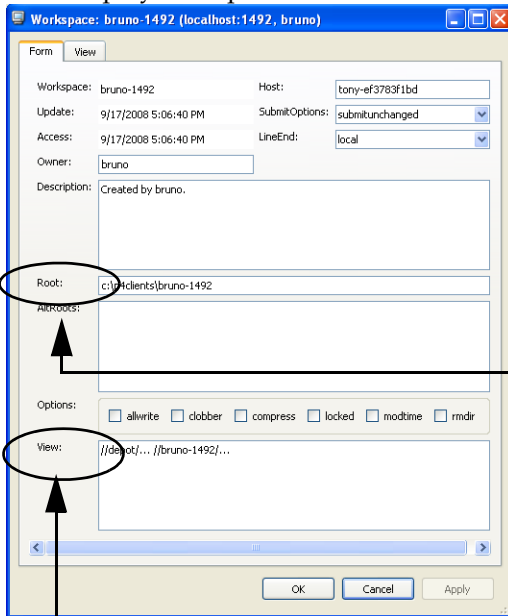 Workspace: bruno-1492 (localhost:1492, bruno)
Form View
Workspace: bruno-1492 Host: tony-ef3783f1bd
Update: 9/17/2008 5:06:40 PM SubmitOptions: submitunchanged
Access: 9/17/2008 5:06:40 PM LineEnd: local
Owner: bruno
Description: Created by bruno.
Root: c:\p4clients\bruno-1492
AltRoots:
Options: allwrite clobber compress locked modtime rmdir
View: //depot/... //bruno-1492/...
OK Cancel Apply